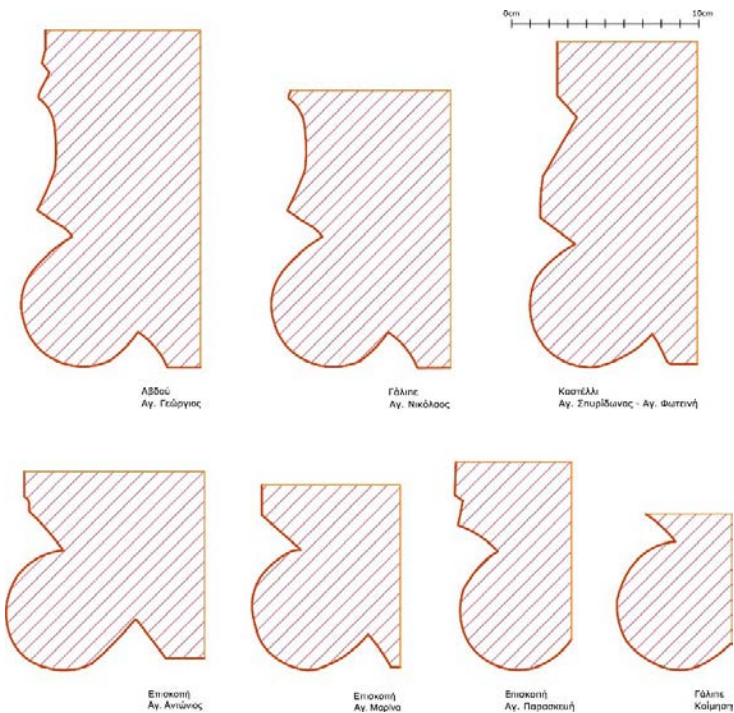 0cm 10cm
Αβδού
Αγ. Γεώργιος
Γάλιπε
Αγ. Νικόλαος
Καστέλλι
Αγ. Σπυρίδωνας - Αγ. Φωτεινή
Επισκοπή
Αγ. Αντώνιος
Επισκοπή
Αγ. Μαρίνα
Επισκοπή
Αγ. Παρασκευή
Γάλιπε
Κοίμηση